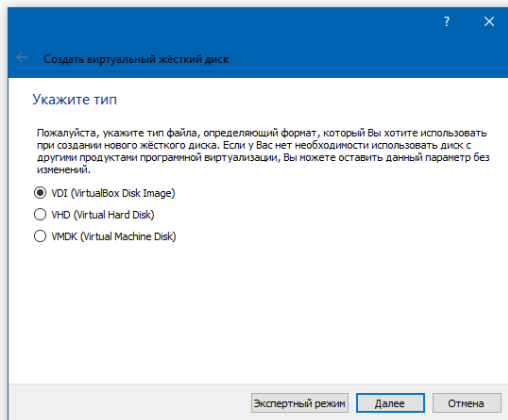 ?
Создать виртуальный жёсткий диск
Укажите тип
Пожалуйста, укажите тип файла, определяющий формат, который Вы хотите использовать
при создании нового жёсткого диска. Если у Вас нет необходимости использовать диск с
другими продуктами программной виртуализации, Вы можете оставить данный параметр без
изменений.
VDI (VirtualBox Disk Image)
VHD (Virtual Hard Disk)
VMDK (Virtual Machine Disk)
Экспертный режим Далее Отмена